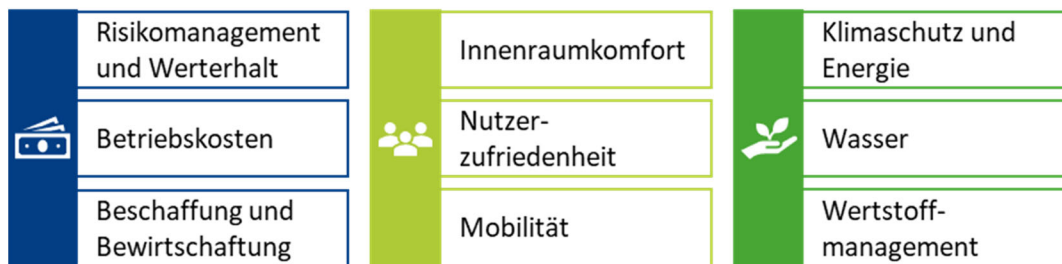 Risikomanagement
und Werterhalt
Betriebskosten
Beschaffung und
Bewirtschaftung
Innenraumkomfort
Nutzer-
zufriedenheit
Mobilität
Klimaschutz und
Energie
Wasser
Wertstoff-
management